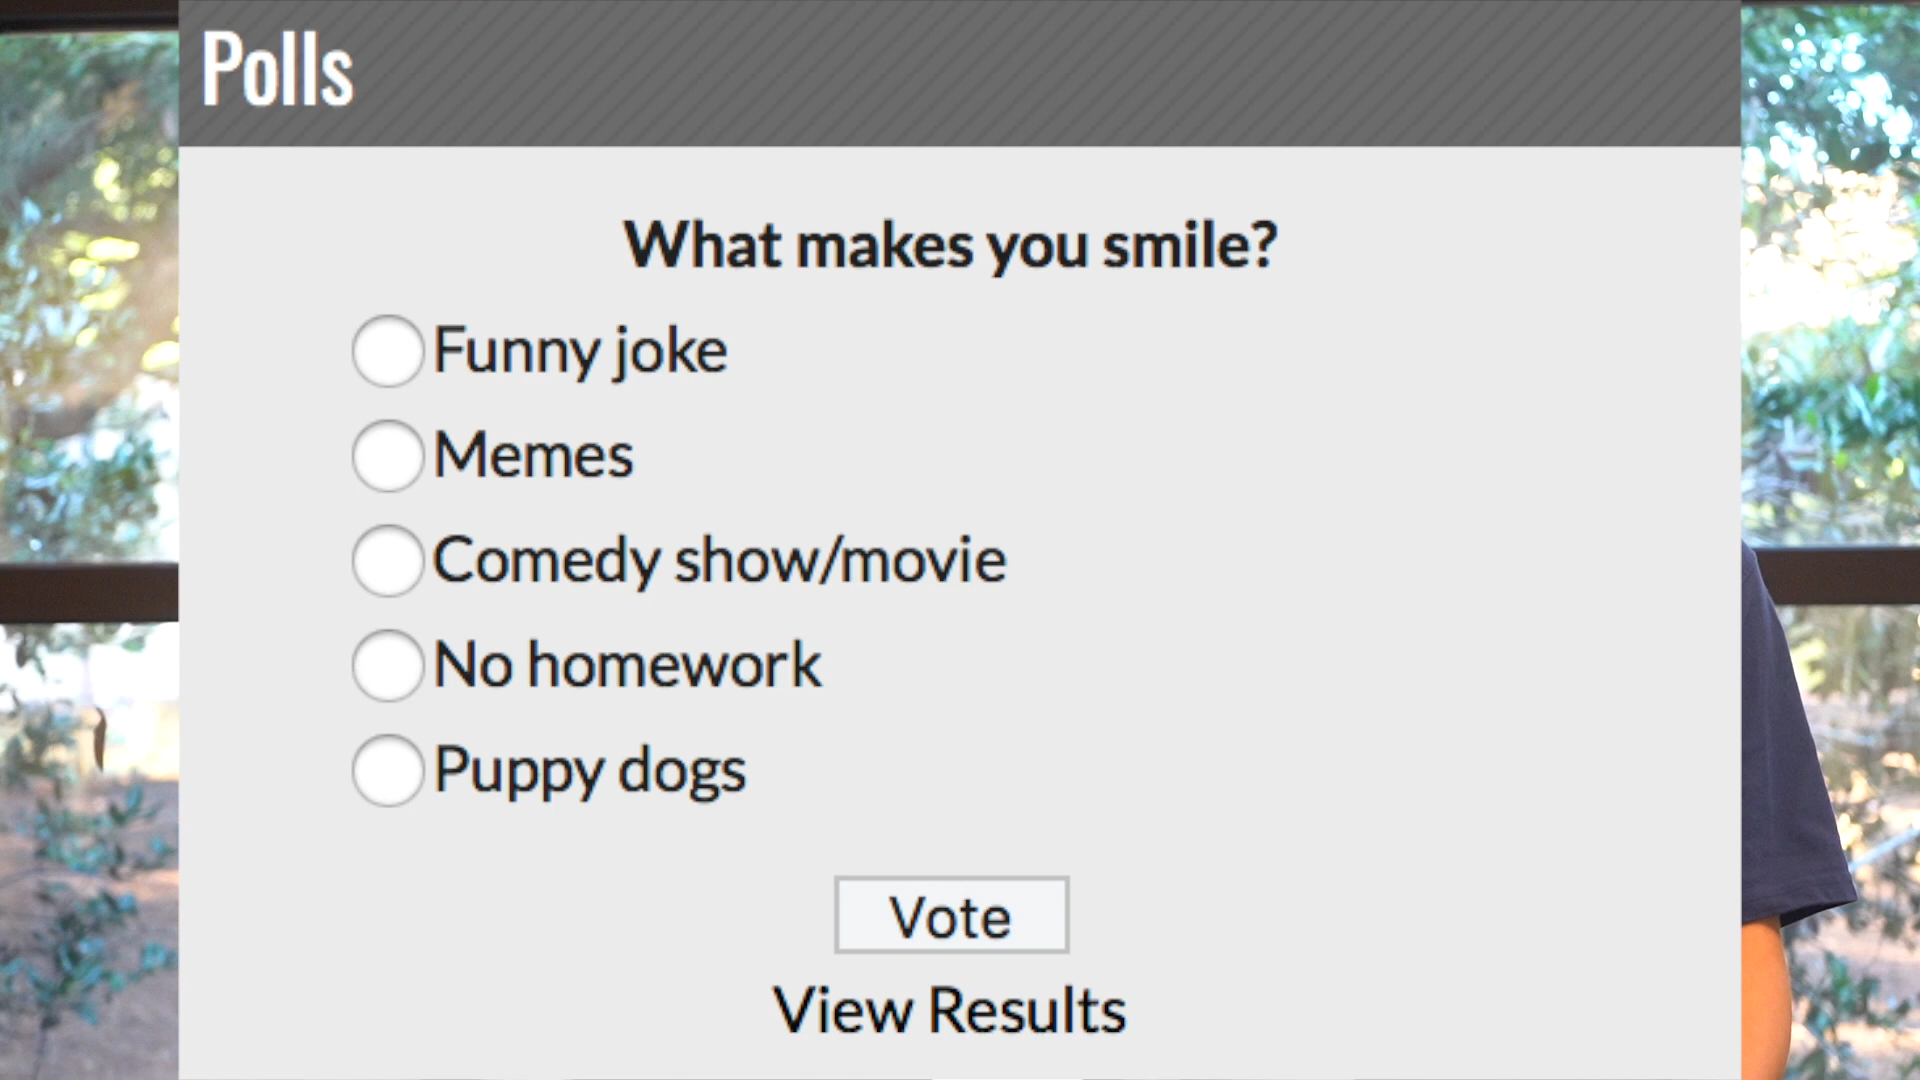 Polls
What makes you smile?
Funny joke
Memes
Comedy show/movie
No homework
Puppy dogs
Vote
View Results